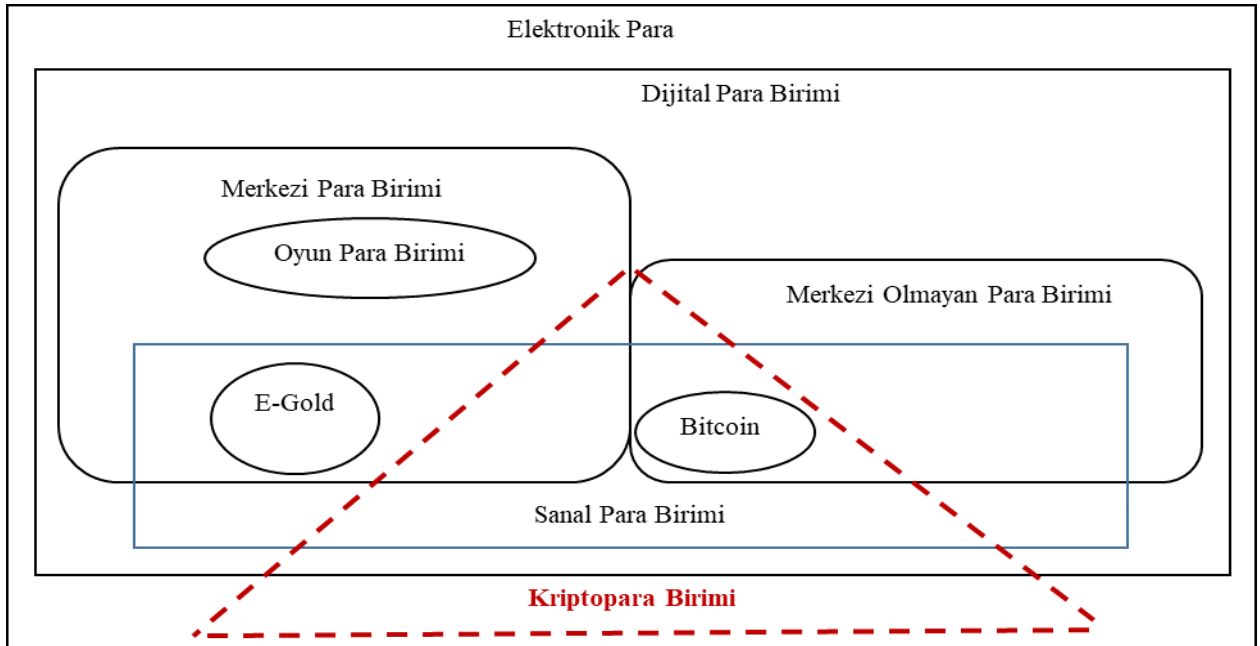 Elektronik Para
Dijital Para Birimi
Merkezi Para Birimi
Oyun Para Birimi
Merkezi Olmayan Para Birimi
E-Gold
Bitcoin
Sanal Para Birimi
Kriptopara Birimi